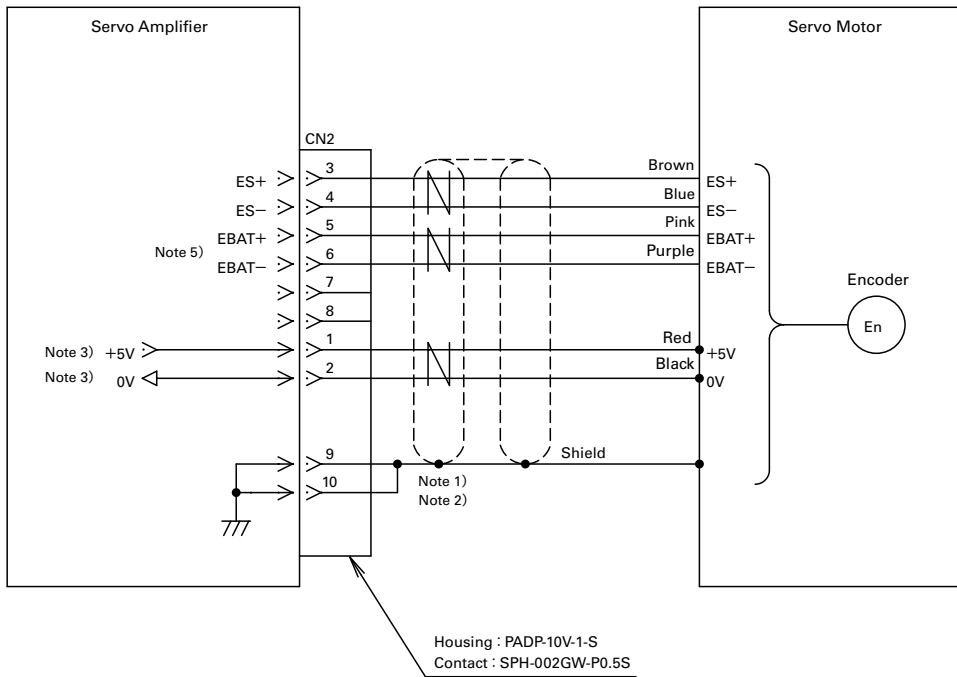 Servo Amplifier
Servo Motor
CN2
ES+ 3 Brown ES+
ES− 4 Blue ES−
EBAT+ 5 Pink EBAT+
Note 5) EBAT− 6 Purple EBAT−
7
8
Encoder
En
Note 3) +5V 1 Red +5V
Note 3) 0V 2 Black 0V
9 Shield
10
Note 1)
Note 2)
Housing : PADP-10V-1-S
Contact : SPH-002GW-P0.5S